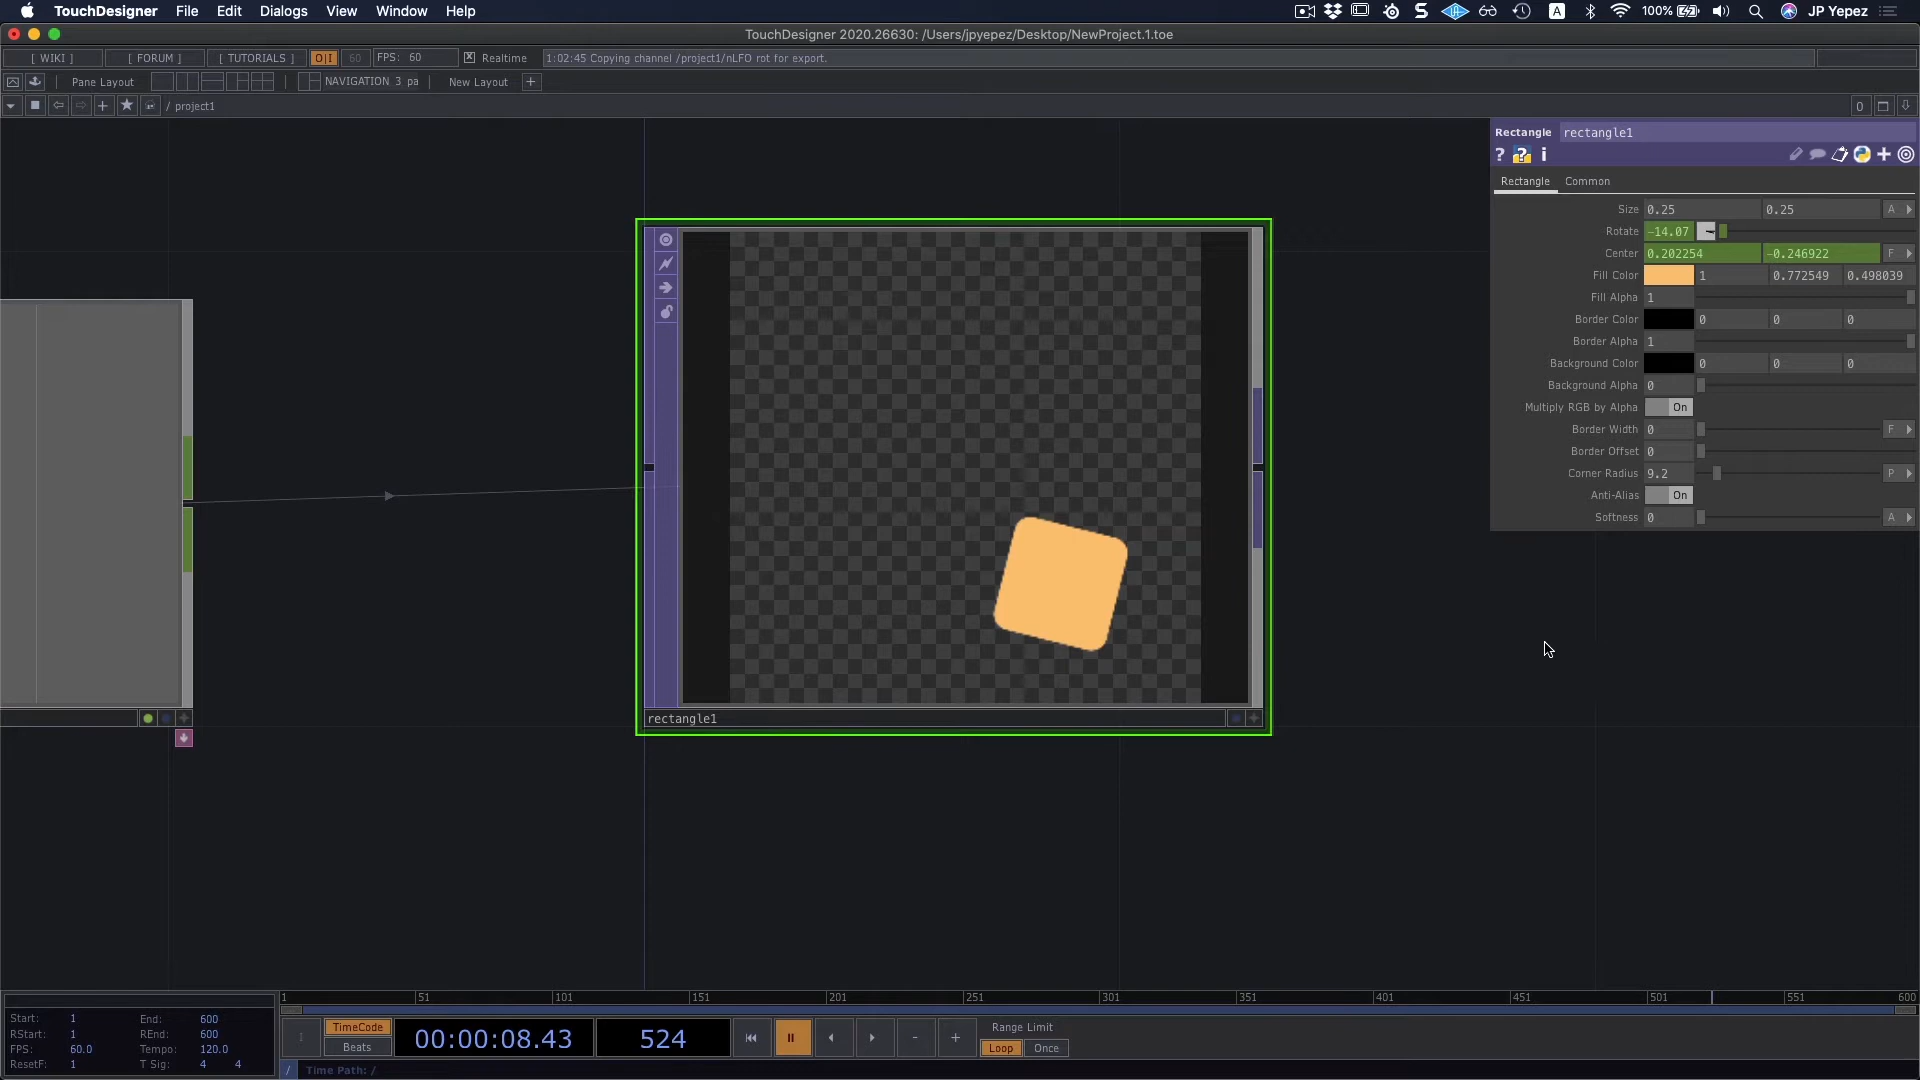 TouchDesigner File Edit Dialogs View Window Help 100% JP Yepez
TouchDesigner 2020.26630: /Users/jpyepez/Desktop/NewProject.1.toe
[ WIKI ] [ FORUM ] [ TUTORIALS ] O|I 60 FPS: 60 Realtime 1:02:45 Copying channel /project1/nLFO rot for export.
Pane Layout NAVIGATION 3 pa New Layout +
/ project1 0
Rectangle rectangle1
? ? i
Rectangle Common
Size 0.25 0.25 A
Rotate -14.07
Center 0.202254 -0.246922 F
Fill Color 1 0.772549 0.498039
Fill Alpha 1
Border Color 0 0 0
Border Alpha 1
Background Color 0 0 0
Background Alpha 0
Multiply RGB by Alpha On
Border Width 0 F
Border Offset 0
Corner Radius 9.2 P
Anti-Alias On
Softness 0 A
rectangle1
1 51 101 151 201 251 301 351 401 451 501 551 600
Start: 1 End: 600
RStart: 1 REnd: 600
FPS: 60.0 Tempo: 120.0
ResetF: 1 T Sig: 4 4
TimeCode
Beats
00:00:08.43 524 - +
Range Limit
Loop Once
/ Time Path: /